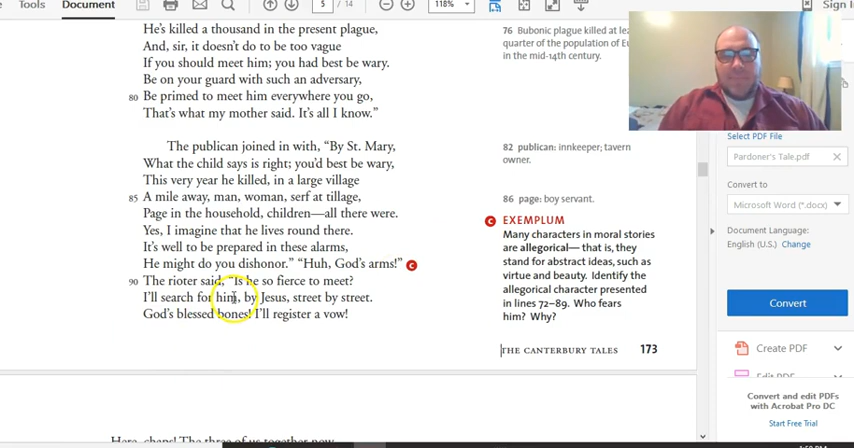 Tools
Document
5
/ 14
118%
Sign In
He's killed a thousand in the present plague,
And, sir, it doesn't do to be too vague
If you should meet him; you had best be wary.
Be on your guard with such an adversary,
80 Be primed to meet him everywhere you go,
That's what my mother said. It's all I know."
The publican joined in with, "By St. Mary,
What the child says is right; you'd best be wary,
This very year he killed, in a large village
85 A mile away, man, woman, serf at tillage,
Page in the household, children—all there were.
Yes, I imagine that he lives round there.
It's well to be prepared in these alarms,
He might do you dishonor." "Huh, God's arms!" C
90 The rioter said, "Is he so fierce to meet?
I'll search for him, by Jesus, street by street.
God's blessed bones! I'll register a vow!
76 Bubonic plague killed at
quarter of the population of
in the mid-14th century.
82 publican: innkeeper; tavern
owner.
86 page: boy servant.
C EXEMPLUM
Many characters in moral stories
are allegorical— that is, they
stand for abstract ideas, such as
virtue and beauty. Identify the
allegorical character presented
in lines 72–89. Who fears
him? Why?
THE CANTERBURY TALES 173
Here, chaps! The three of us together now
Select PDF File
Pardoner's Tale.pdf
Convert to
Microsoft Word (*.docx)
Document Language:
English (U.S.) Change
Convert
Create PDF
Edit PDF
Convert and edit PDFs
with Acrobat Pro DC
Start Free Trial